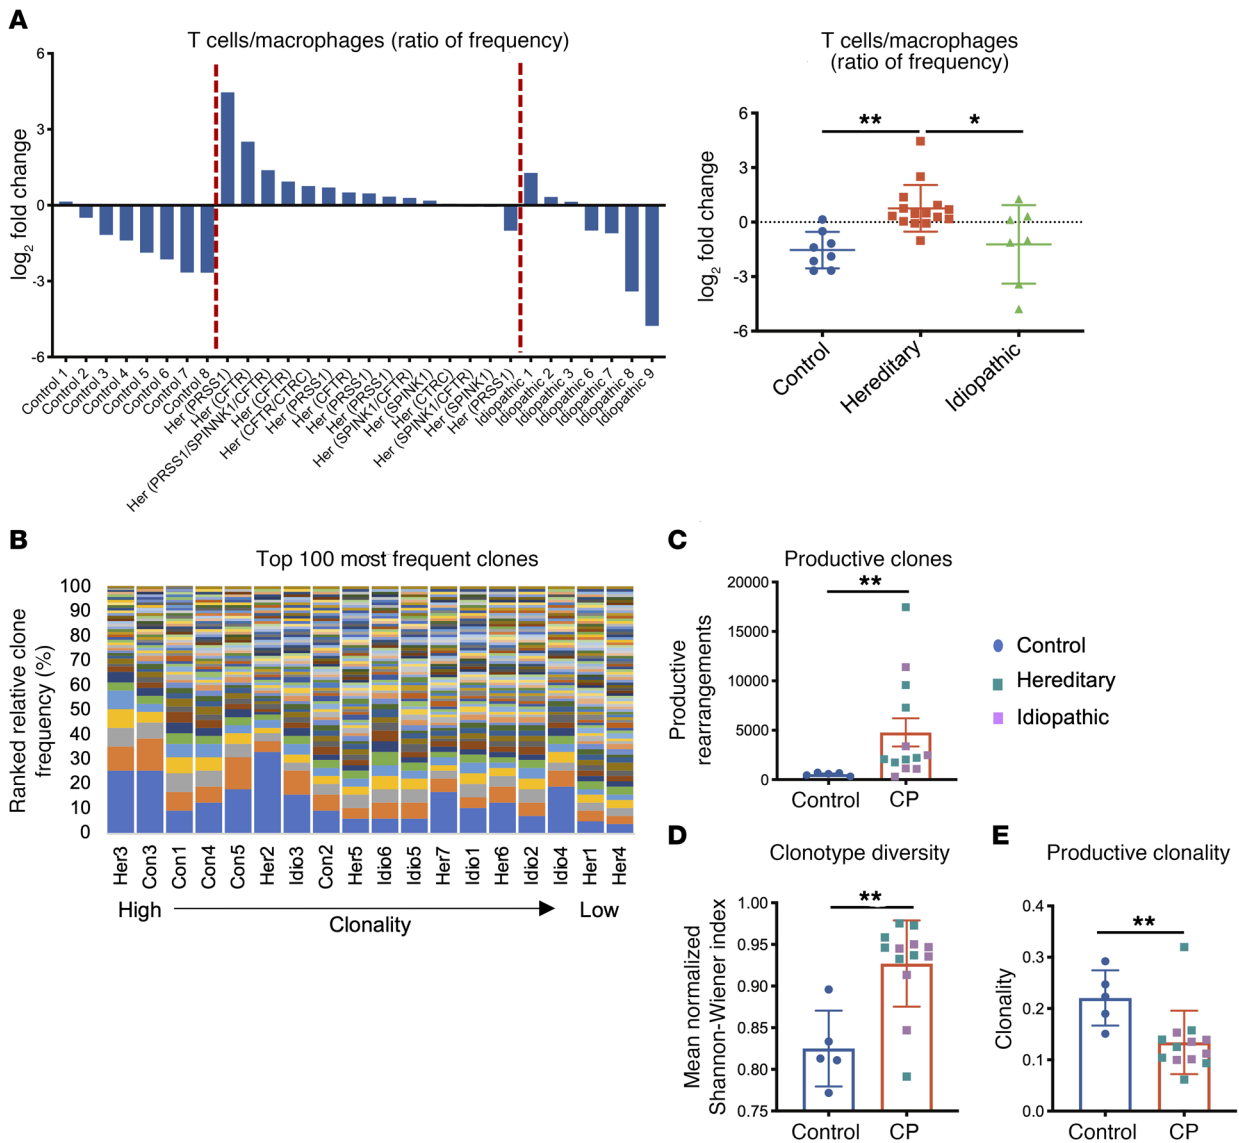 A
T cells/macrophages (ratio of frequency)
log2 fold change
6
3
0
-3
-6
Control 1
Control 2
Control 3
Control 4
Control 5
Control 6
Control 7
Control 8
Her (PRSS1)
Her (CFTR)
Her (PRSS1/SPINNK1/CFTR)
Her (CFTR)
Her (CFTR/CTRC)
Her (PRSS1)
Her (CFTR)
Her (PRSS1)
Her (PRSS1)
Her (SPINK1/CFTR)
Her (SPINK1)
Her (CTRC)
Her (SPINK1/CFTR)
Her (SPINK1)
Her (PRSS1)
Idiopathic 1
Idiopathic 2
Idiopathic 3
Idiopathic 6
Idiopathic 7
Idiopathic 8
Idiopathic 9
T cells/macrophages
(ratio of frequency)
log2 fold change
6
3
0
-3
-6
**
*
Control
Hereditary
Idiopathic
B
Top 100 most frequent clones
Ranked relative clone
frequency (%)
100
90
80
70
60
50
40
30
20
10
0
Her3
Con3
Con1
Con4
Con5
Her2
Idio3
Con2
Her5
Idio6
Idio5
Her7
Idio1
Her6
Idio2
Idio4
Her1
Her4
High
Clonality
Low
C
Productive clones
Productive
rearrangements
20000
15000
10000
5000
0
**
Control
CP
Control
Hereditary
Idiopathic
D
Clonotype diversity
Mean normalized
Shannon-Wiener index
1.00
0.95
0.90
0.85
0.80
0.75
**
Control
CP
E
Productive clonality
Clonality
0.4
0.3
0.2
0.1
0.0
**
Control
CP